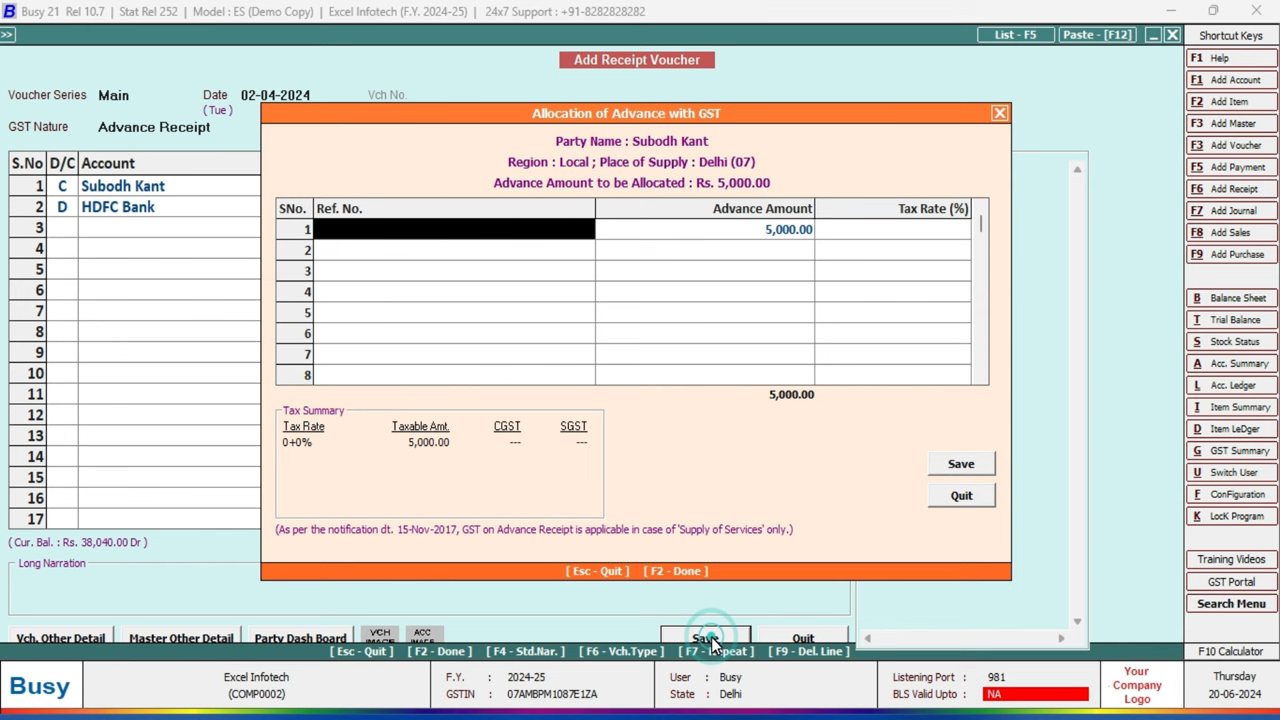 Busy 21 Rel 10.7 | Stat Rel 252 | Model : ES (Demo Copy) | Excel Infotech (F.Y. 2024-25) | 24x7 Support : +91-8282828282
>> List - F5 Paste - [F12]
Add Receipt Voucher
Voucher Series Main Date 02-04-2024 Vch No.
(Tue)
GST Nature Advance Receipt
S.No D/C Account
1 C Subodh Kant
2 D HDFC Bank
3
4
5
6
7
8
9
10
11
12
13
14
15
16
17
( Cur. Bal. : Rs. 38,040.00 Dr )
Long Narration
Vch. Other Detail Master Other Detail Party Dash Board VCH IMAGE ACC IMAGE Save Quit
[ Esc - Quit ] [ F2 - Done ] [ F4 - Std.Nar. ] [ F6 - Vch.Type ] [ F7 - Repeat ] [ F9 - Del. Line ]
Allocation of Advance with GST
Party Name : Subodh Kant
Region : Local ; Place of Supply : Delhi (07)
Advance Amount to be Allocated : Rs. 5,000.00
SNo. Ref. No. Advance Amount Tax Rate (%)
1 5,000.00
2
3
4
5
6
7
8
5,000.00
Tax Summary
Tax Rate Taxable Amt. CGST SGST
0+0% 5,000.00 --- ---
Save
Quit
(As per the notification dt. 15-Nov-2017, GST on Advance Receipt is applicable in case of 'Supply of Services' only.)
[ Esc - Quit ] [ F2 - Done ]
Shortcut Keys
F1 Help
F1 Add Account
F2 Add Item
F3 Add Master
F3 Add Voucher
F5 Add Payment
F6 Add Receipt
F7 Add Journal
F8 Add Sales
F9 Add Purchase
B Balance Sheet
T Trial Balance
S Stock Status
A Acc. Summary
L Acc. Ledger
I Item Summary
D Item LeDger
G GST Summary
U Switch User
F ConFiguration
K LocK Program
Training Videos
GST Portal
Search Menu
F10 Calculator
Busy
Excel Infotech
(COMP0002)
F.Y. : 2024-25
GSTIN : 07AMBPM1087E1ZA
User : Busy
State : Delhi
Listening Port : 981
BLS Valid Upto : NA
Your
Company
Logo
Thursday
20-06-2024